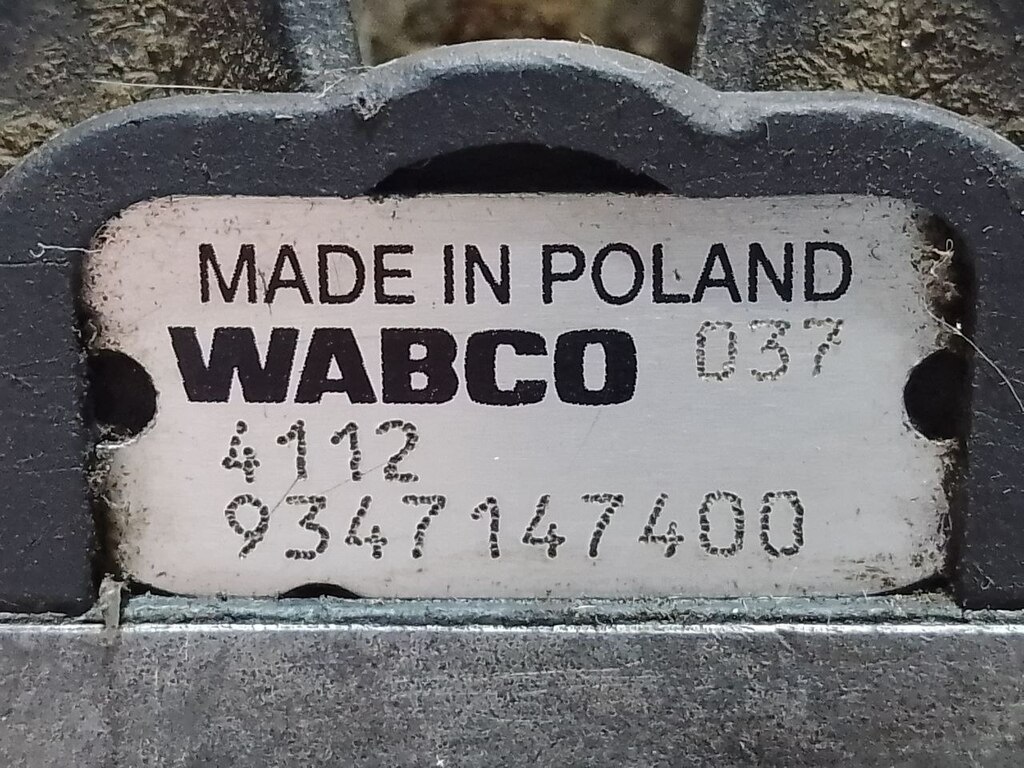 MADE IN POLAND
WABCO 037
4112
9347147400